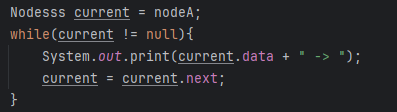 Nodesss current = nodeA;
while(current != null){
    System.out.print(current.data + " -> ");
    current = current.next;
}